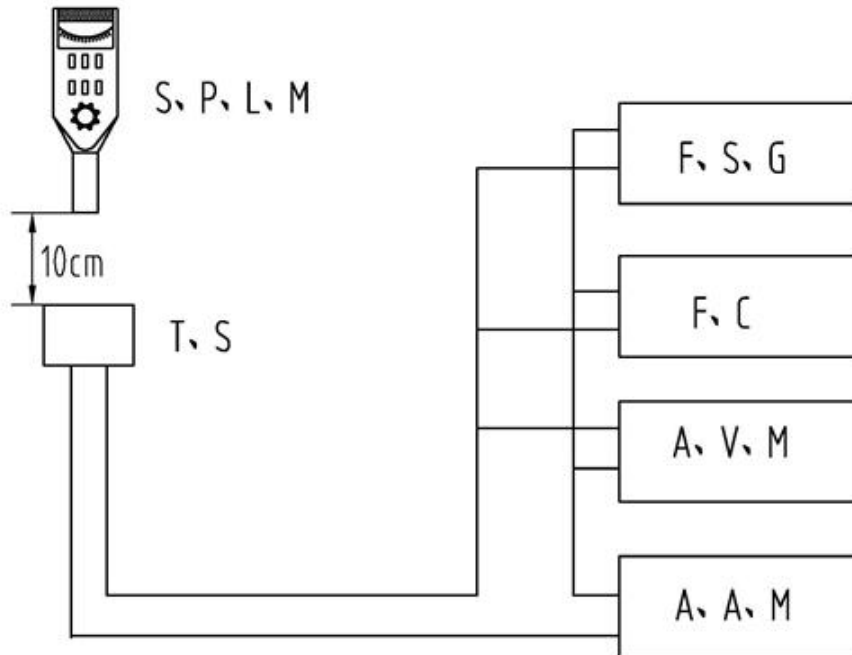 S、P、L、M
F、S、G
10cm
F、C
T、S
A、V、M
A、A、M